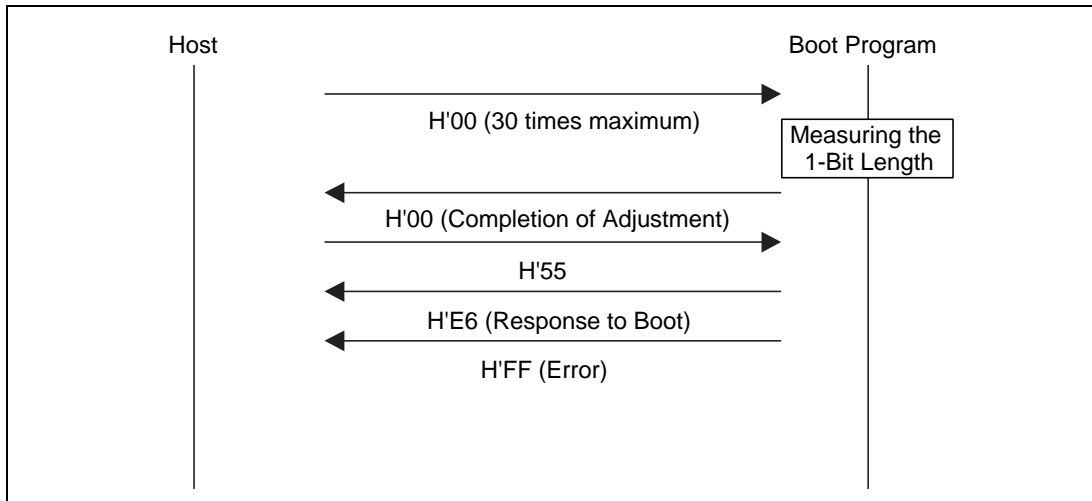 Host
Boot Program
H'00 (30 times maximum)
Measuring the
1-Bit Length
H'00 (Completion of Adjustment)
H'55
H'E6 (Response to Boot)
H'FF (Error)